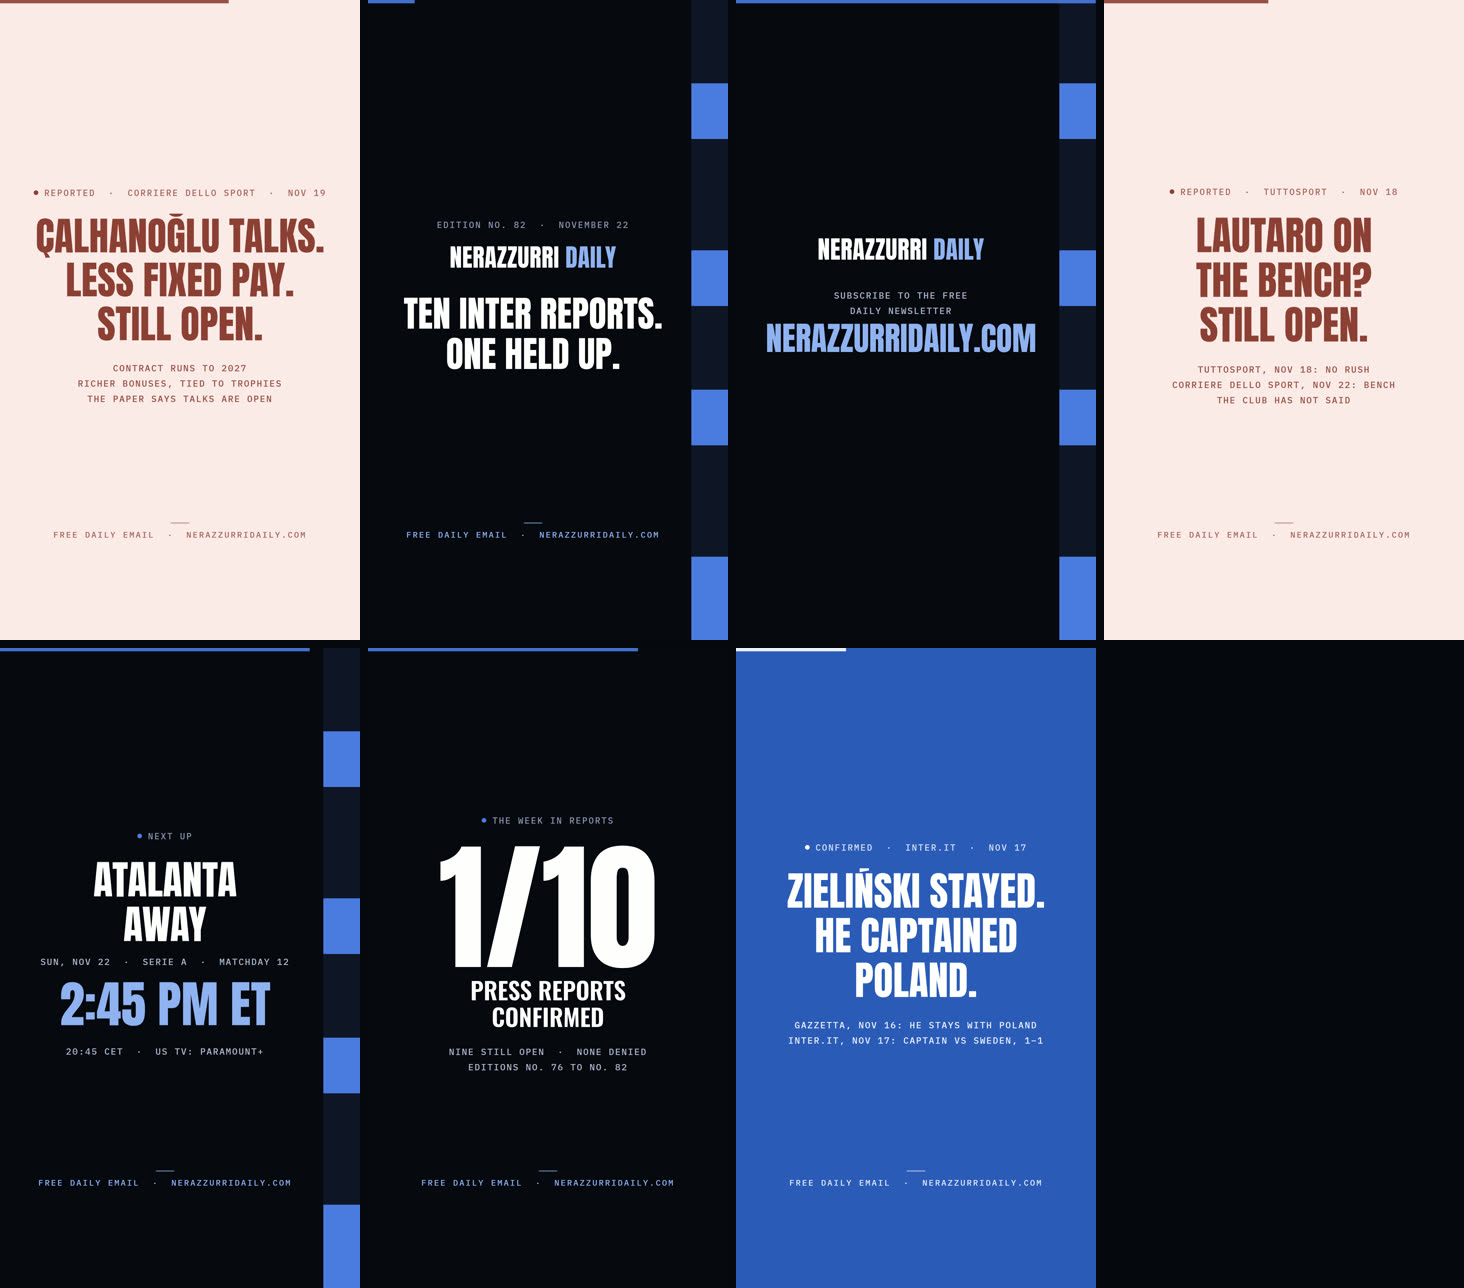 REPORTED · CORRIERE DELLO SPORT · NOV 19
ÇALHANOĞLU TALKS.
LESS FIXED PAY.
STILL OPEN.
CONTRACT RUNS TO 2027
RICHER BONUSES, TIED TO TROPHIES
THE PAPER SAYS TALKS ARE OPEN
FREE DAILY EMAIL · NERAZZURRIDAILY.COM
EDITION NO. 82 · NOVEMBER 22
NERAZZURRI DAILY
TEN INTER REPORTS.
ONE HELD UP.
FREE DAILY EMAIL · NERAZZURRIDAILY.COM
NERAZZURRI DAILY
SUBSCRIBE TO THE FREE
DAILY NEWSLETTER
NERAZZURRIDAILY.COM
REPORTED · TUTTOSPORT · NOV 18
LAUTARO ON
THE BENCH?
STILL OPEN.
TUTTOSPORT, NOV 18: NO RUSH
CORRIERE DELLO SPORT, NOV 22: BENCH
THE CLUB HAS NOT SAID
FREE DAILY EMAIL · NERAZZURRIDAILY.COM
NEXT UP
ATALANTA
AWAY
SUN, NOV 22 · SERIE A · MATCHDAY 12
2:45 PM ET
20:45 CET · US TV: PARAMOUNT+
FREE DAILY EMAIL · NERAZZURRIDAILY.COM
THE WEEK IN REPORTS
1/10
PRESS REPORTS
CONFIRMED
NINE STILL OPEN · NONE DENIED
EDITIONS NO. 76 TO NO. 82
FREE DAILY EMAIL · NERAZZURRIDAILY.COM
CONFIRMED · INTER.IT · NOV 17
ZIELIŃSKI STAYED.
HE CAPTAINED
POLAND.
GAZZETTA, NOV 16: HE STAYS WITH POLAND
INTER.IT, NOV 17: CAPTAIN VS SWEDEN, 1–1
FREE DAILY EMAIL · NERAZZURRIDAILY.COM